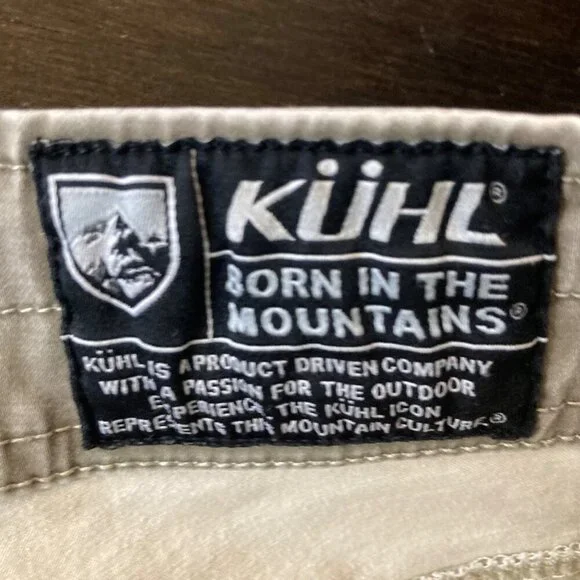 KÜHL®
BORN IN THE
MOUNTAINS®
KÜHL IS A PRODUCT DRIVEN COMPANY
WITH A PASSION FOR THE OUTDOOR
EXPERIENCE. THE KÜHL ICON
REPRESENTS THIS MOUNTAIN CULTURE.®